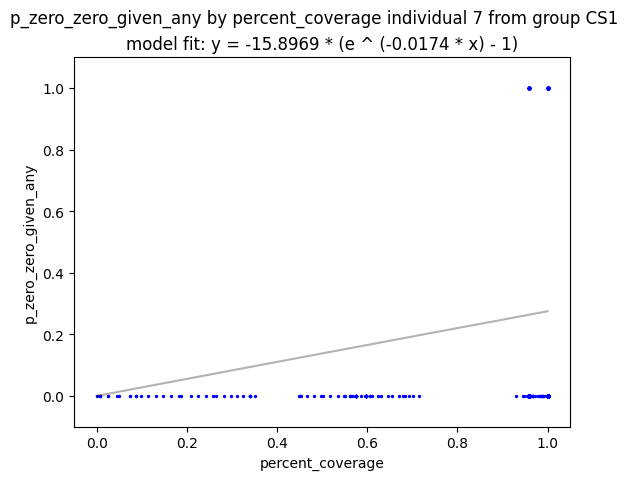 p_zero_zero_given_any by percent_coverage individual 7 from group CS1
model fit: y = -15.8969 * (e ^ (-0.0174 * x) - 1)
1.0
0.8
0.6
0.4
0.2
0.0
p_zero_zero_given_any
0.0 0.2 0.4 0.6 0.8 1.0
percent_coverage